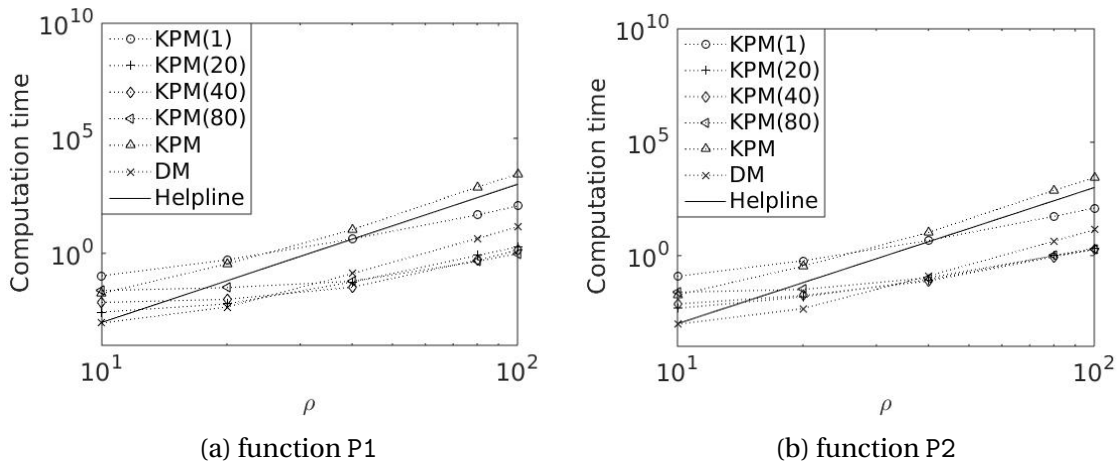 10^10
10^5
10^0
Computation time
KPM(1)
KPM(20)
KPM(40)
KPM(80)
KPM
DM
Helpline
10^1
10^2
ρ
(a) function P1
10^10
10^5
10^0
Computation time
KPM(1)
KPM(20)
KPM(40)
KPM(80)
KPM
DM
Helpline
10^1
10^2
ρ
(b) function P2